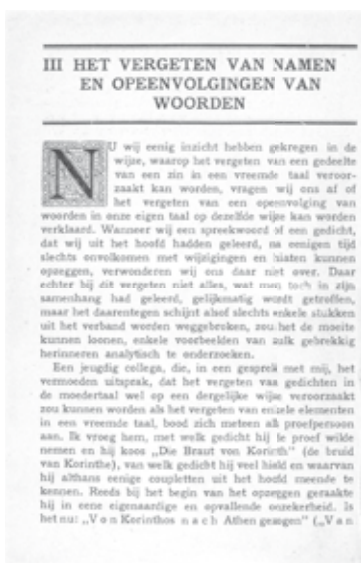 III HET VERGETEN VAN NAMEN
EN OPEENVOLGINGEN VAN
WOORDEN
NU wij eenig inzicht hebben gekregen in de
wijze, waarop het vergeten van een gedeelte
van een zin in een vreemde taal veroor-
zaakt kan worden, vragen wij ons af of
het vergeten van een opeenvolging van
woorden in onze eigen taal op dezelfde wijze kan worden
verklaard. Wanneer wij een spreekwoord of een gedicht,
dat wij uit het hoofd hadden geleerd, na eenigen tijd
slechts onvolkomen met wijzigingen en hiaten kunnen
opzeggen, verwonderen wij ons daar niet over. Daar
echter bij dit vergeten niet alles, wat men toch in zijn
samenhang had geleerd, gelijkmatig wordt getroffen,
maar het daarentegen schijnt alsof slechts enkele stukken
uit het verband worden weggebroken, zou het de moeite
kunnen loonen, enkele voorbeelden van zulk gebrekkig
herinneren analytisch te onderzoeken.
Een jeugdig collega, die, in een gesprek met mij, het
vermoeden uitsprak, dat het vergeten van gedichten in
de moedertaal wel op een dergelijke wijze veroorzaakt
zou kunnen worden als het vergeten van enkele elementen
in een vreemde taal, bood zich meteen als proefpersoon
aan. Ik vroeg hem, met welk gedicht hij de proef wilde
nemen en hij koos „Die Braut von Korinth” (de bruid
van Korinthe), van welk gedicht hij veel hield en waarvan
hij althans eenige coupletten uit het hoofd meende te
kennen. Reeds bij het begin van het opzeggen geraakte
hij in eene eigenaardige en opvallende onzekerheid. Is
het nu: „Von Korinthos nach Athen gezogen” („Van